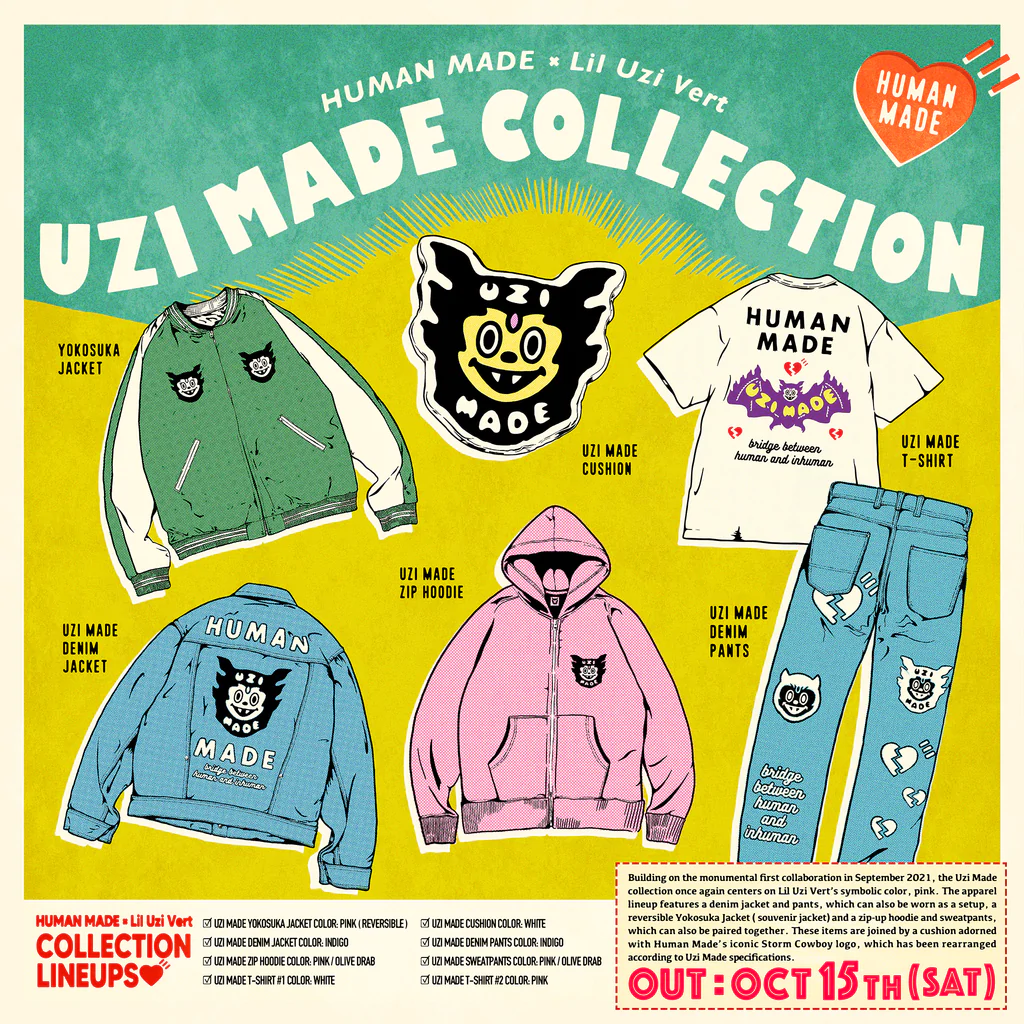 HUMAN MADE × Lil Uzi Vert
UZI MADE COLLECTION
HUMAN
MADE
YOKOSUKA
JACKET
UZI
MADE
UZI MADE
CUSHION
HUMAN
MADE
UZI MADE
bridge between
human and inhuman
UZI MADE
T-SHIRT
UZI MADE
DENIM
JACKET
HUMAN
UZI
MADE
MADE
bridge between
human and inhuman
UZI MADE
ZIP HOODIE
UZI
MADE
UZI MADE
DENIM
PANTS
UZI
MADE
bridge
between
human
and
inhuman
HUMAN MADE × Lil Uzi Vert
COLLECTION
LINEUPS
UZI MADE YOKOSUKA JACKET COLOR: PINK ( REVERSIBLE )
UZI MADE DENIM JACKET COLOR: INDIGO
UZI MADE ZIP HOODIE COLOR: PINK / OLIVE DRAB
UZI MADE T-SHIRT #1 COLOR: WHITE
UZI MADE CUSHION COLOR: WHITE
UZI MADE DENIM PANTS COLOR: INDIGO
UZI MADE SWEATPANTS COLOR: PINK / OLIVE DRAB
UZI MADE T-SHIRT #2 COLOR: PINK
Building on the monumental first collaboration in September 2021, the Uzi Made
collection once again centers on Lil Uzi Vert's symbolic color, pink. The apparel
lineup features a denim jacket and pants, which can also be worn as a setup, a
reversible Yokosuka Jacket ( souvenir jacket) and a zip-up hoodie and sweatpants,
which can also be paired together. These items are joined by a cushion adorned
with Human Made's iconic Storm Cowboy logo, which has been rearranged
according to Uzi Made specifications.
OUT : OCT 15TH (SAT)